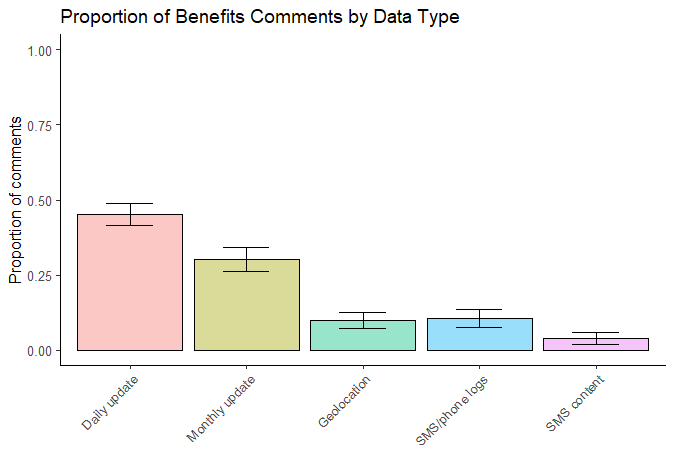 Proportion of Benefits Comments by Data Type
Proportion of comments
1.00
0.75
0.50
0.25
0.00
Daily update
Monthly update
Geolocation
SMS/phone logs
SMS content